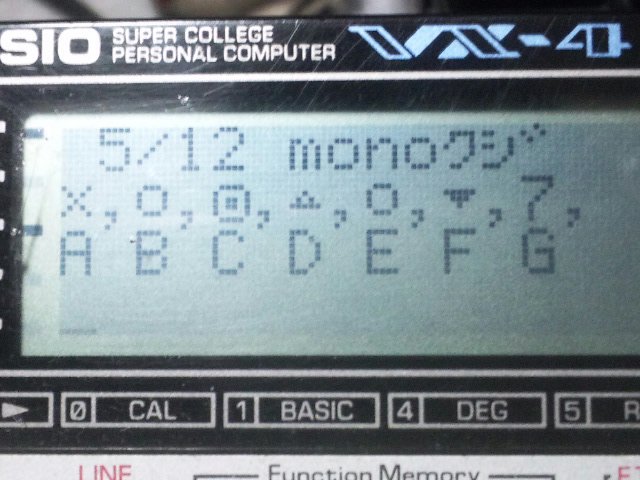 SIO SUPER COLLEGE
PERSONAL COMPUTER VX-4
5/12 monoクジ
×,o,回,▵,o,▾,7,
A B C D E F G
0 CAL 1 BASIC 4 DEG 5 R
LINE Function Memory